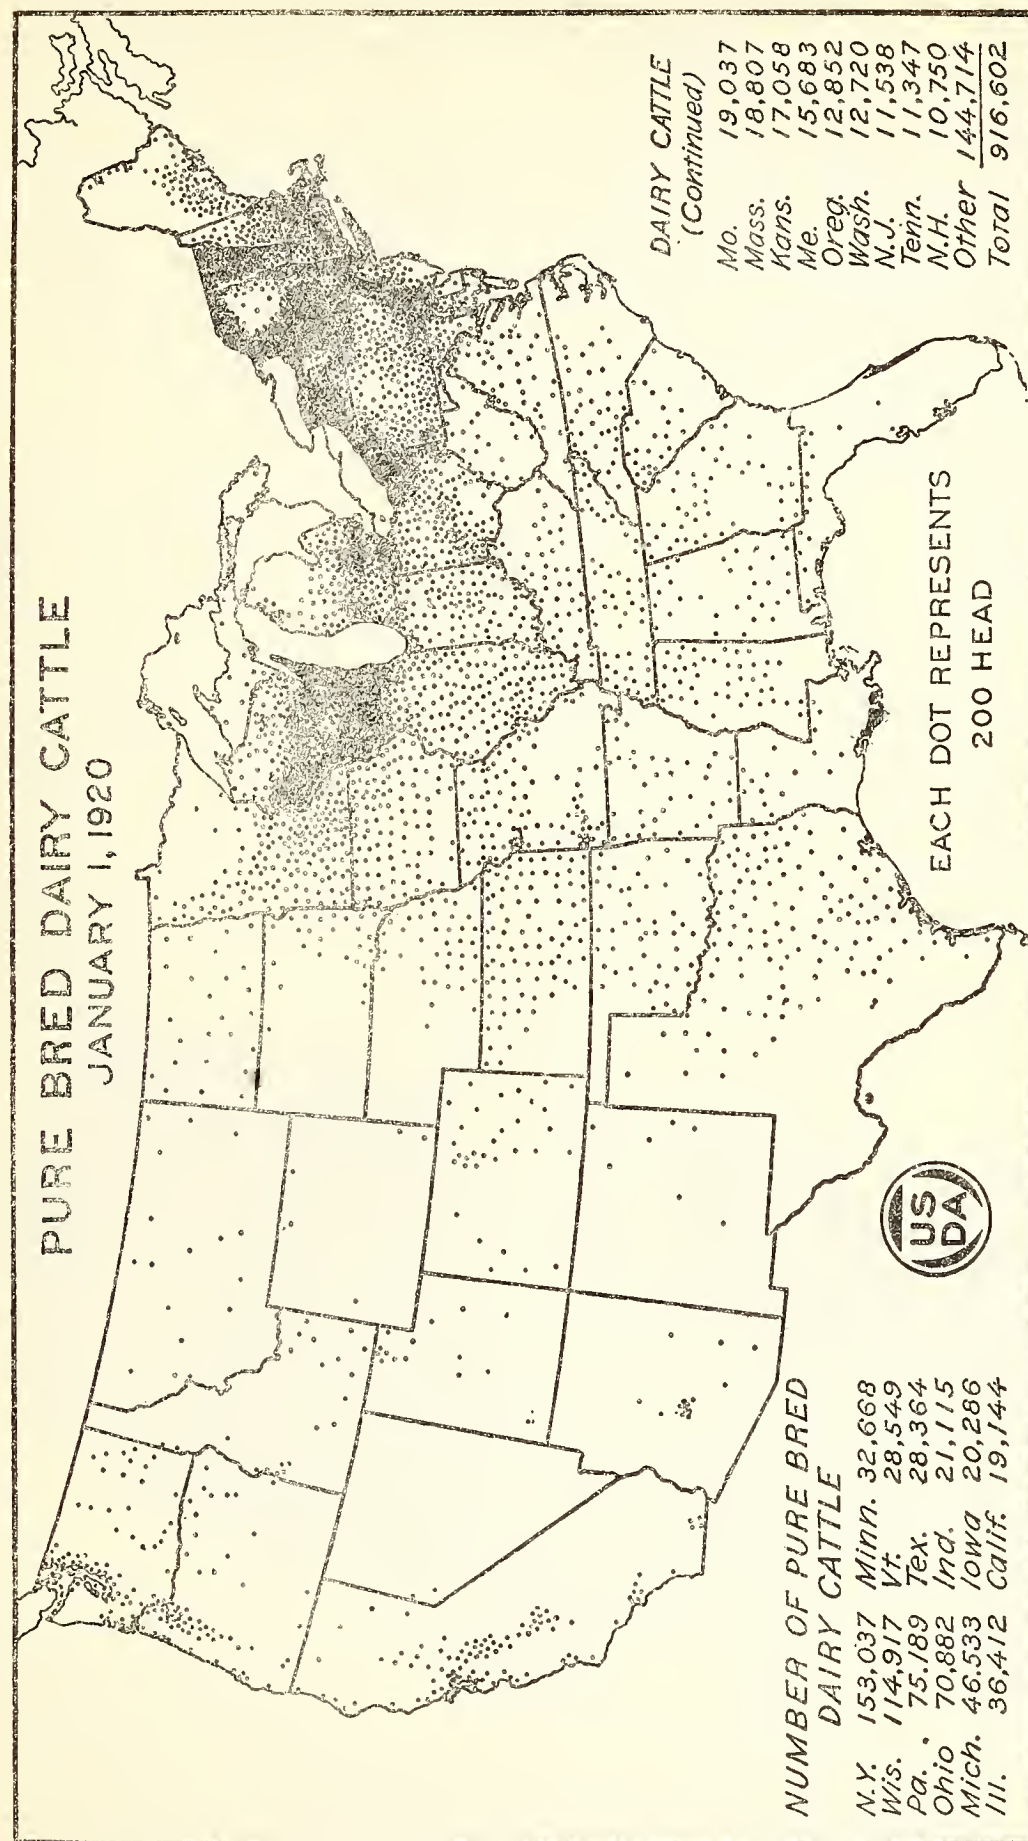 PURE BRED DAIRY CATTLE
JANUARY 1, 1920
NUMBER OF PURE BRED
DAIRY CATTLE
N.Y. 153,037 Minn. 32,668
Wis. 114,917 Vt. 28,549
Pa. 75.189 Tex. 28,364
Ohio 70,882 Ind. 21,115
Mich. 46.533 Iowa 20,286
Ill. 36,412 Calif. 19,144
US
DA
EACH DOT REPRESENTS
200 HEAD
DAIRY CATTLE
(Continued)
Mo. 19,037
Mass. 18,807
Kans. 17,058
Me. 15,683
Oreg. 12,852
Wash. 12,720
N.J. 11,538
Tenn. 11,347
N.H. 10,750
Other 144,714
Total 916,602